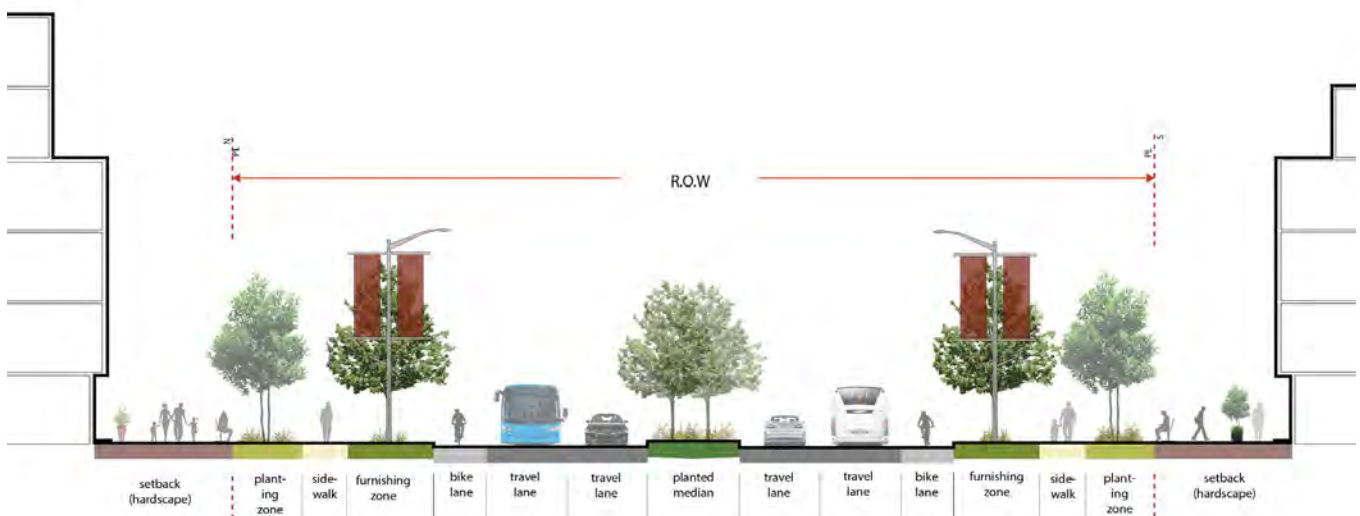 R.O.W
setback
(hardscape)
plant-
ing
zone
side-
walk
furnishing
zone
bike
lane
travel
lane
travel
lane
planted
median
travel
lane
travel
lane
bike
lane
furnishing
zone
side-
walk
plant-
ing
zone
setback
(hardscape)